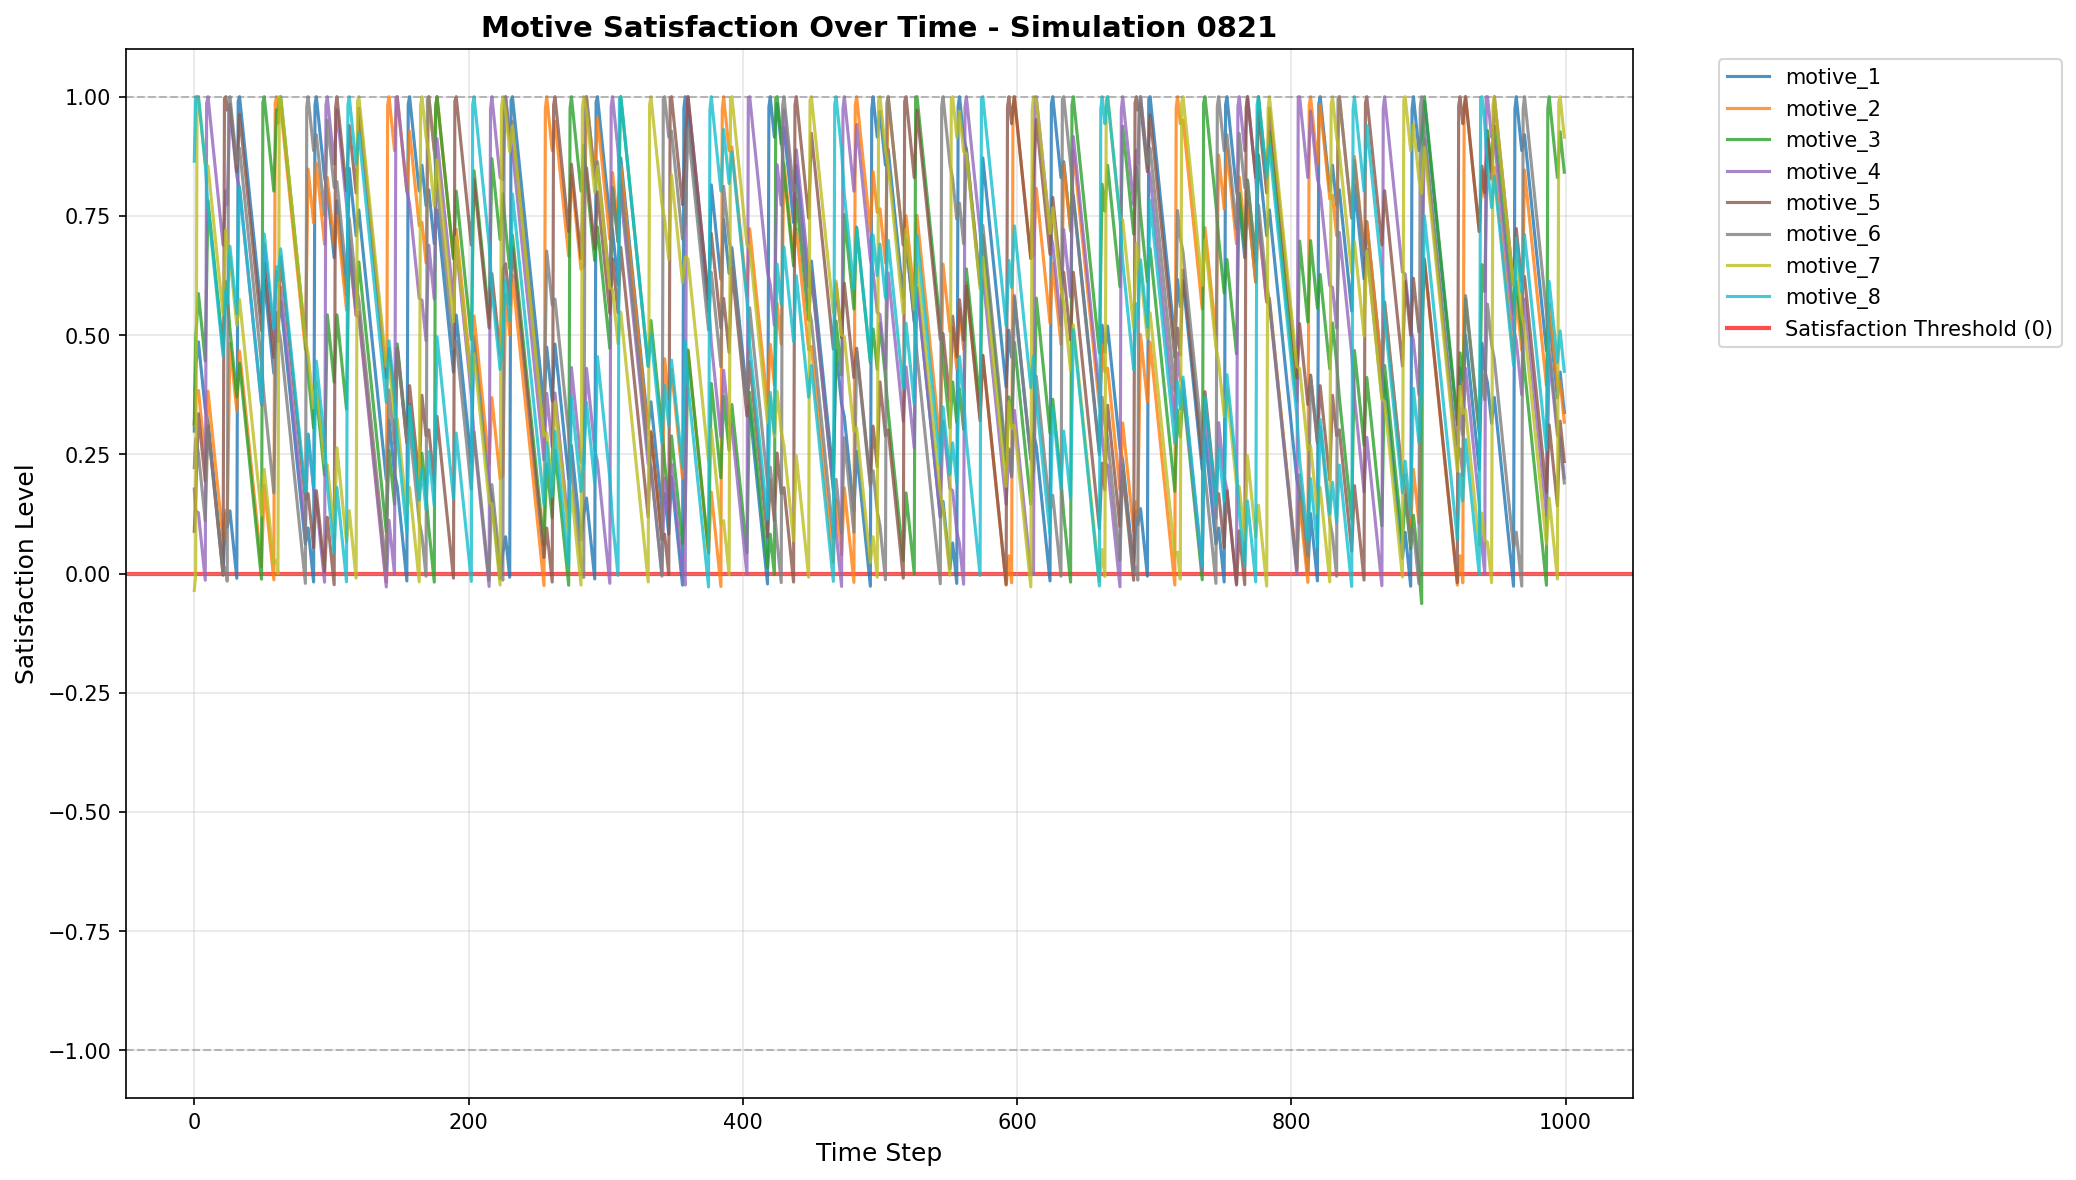 Motive Satisfaction Over Time - Simulation 0821
1.00
0.75
0.50
0.25
0.00
−0.25
−0.50
−0.75
−1.00
Satisfaction Level
0
200
400
600
800
1000
Time Step
motive_1
motive_2
motive_3
motive_4
motive_5
motive_6
motive_7
motive_8
Satisfaction Threshold (0)